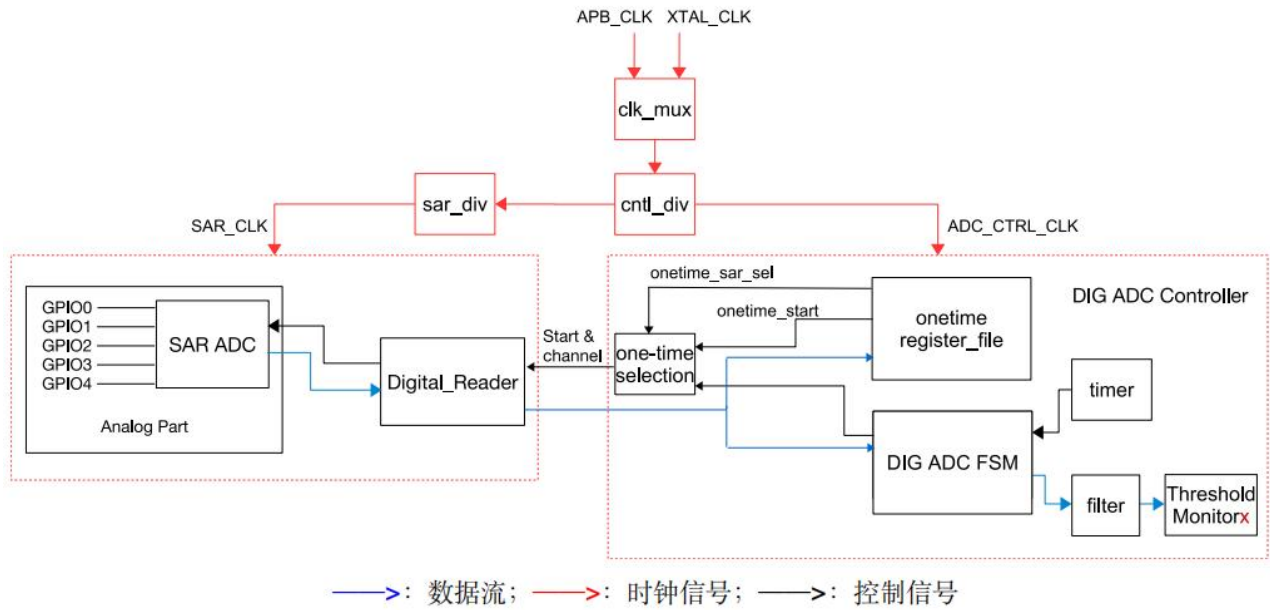 APB_CLK XTAL_CLK
clk_mux
sar_div
cntl_div
SAR_CLK
ADC_CTRL_CLK
GPIO0
GPIO1
GPIO2
GPIO3
GPIO4
SAR ADC
Analog Part
Digital_Reader
Start &
channel
onetime_sar_sel
onetime_start
one-time
selection
onetime
register_file
DIG ADC Controller
timer
DIG ADC FSM
filter
Threshold
Monitorx
——>: 数据流; ——>: 时钟信号; ——>: 控制信号